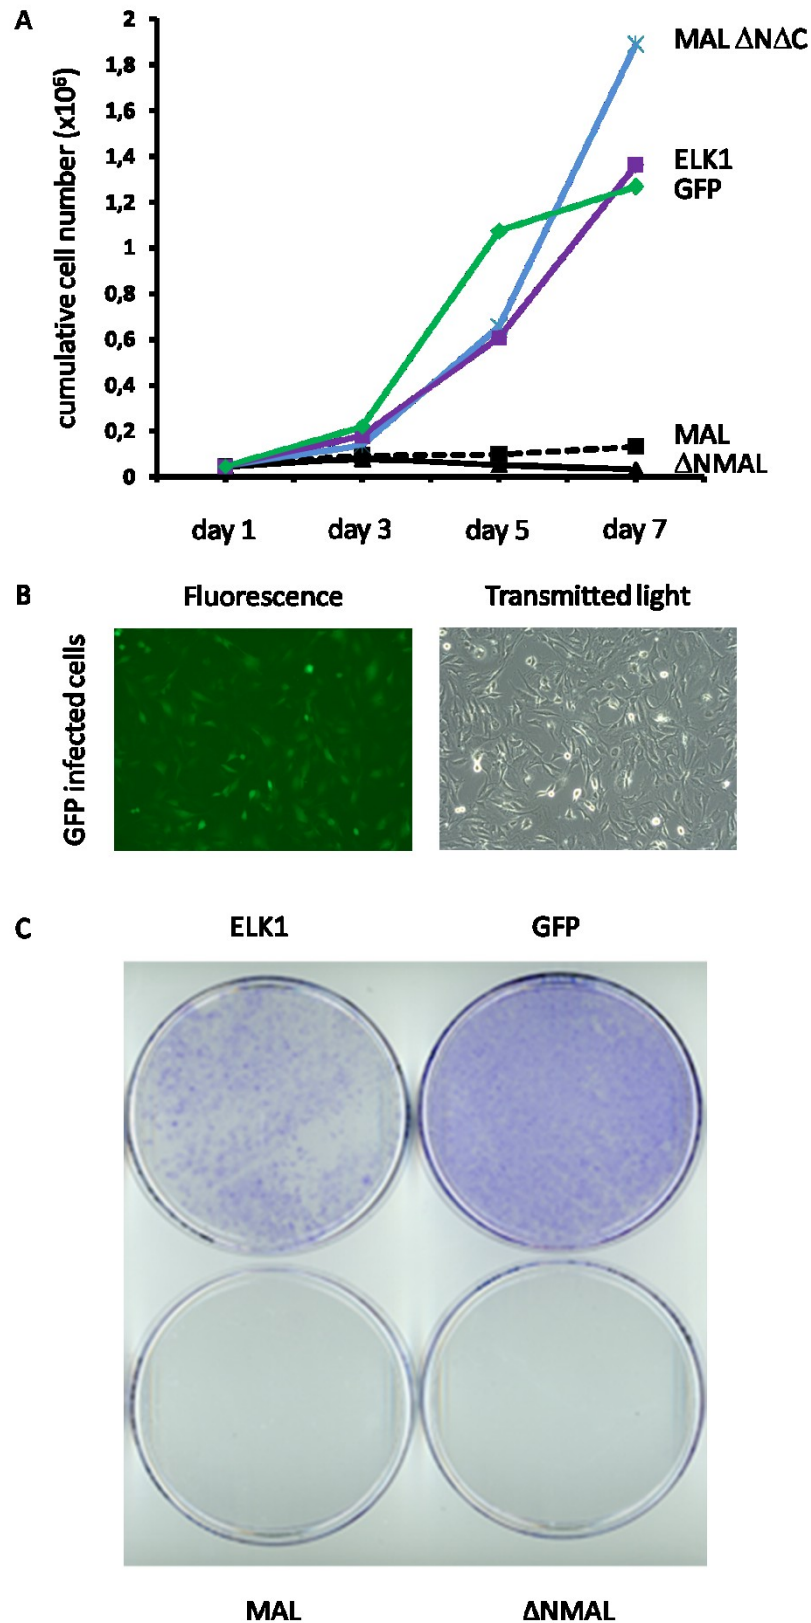 A
cumulative cell number (x10⁶)
2
1,8
1,6
1,4
1,2
1
0,8
0,6
0,4
0,2
0
MAL ΔNΔC
ELK1
GFP
MAL
ΔNMAL
day 1 day 3 day 5 day 7
B
Fluorescence Transmitted light
GFP infected cells
C
ELK1 GFP
MAL ΔNMAL